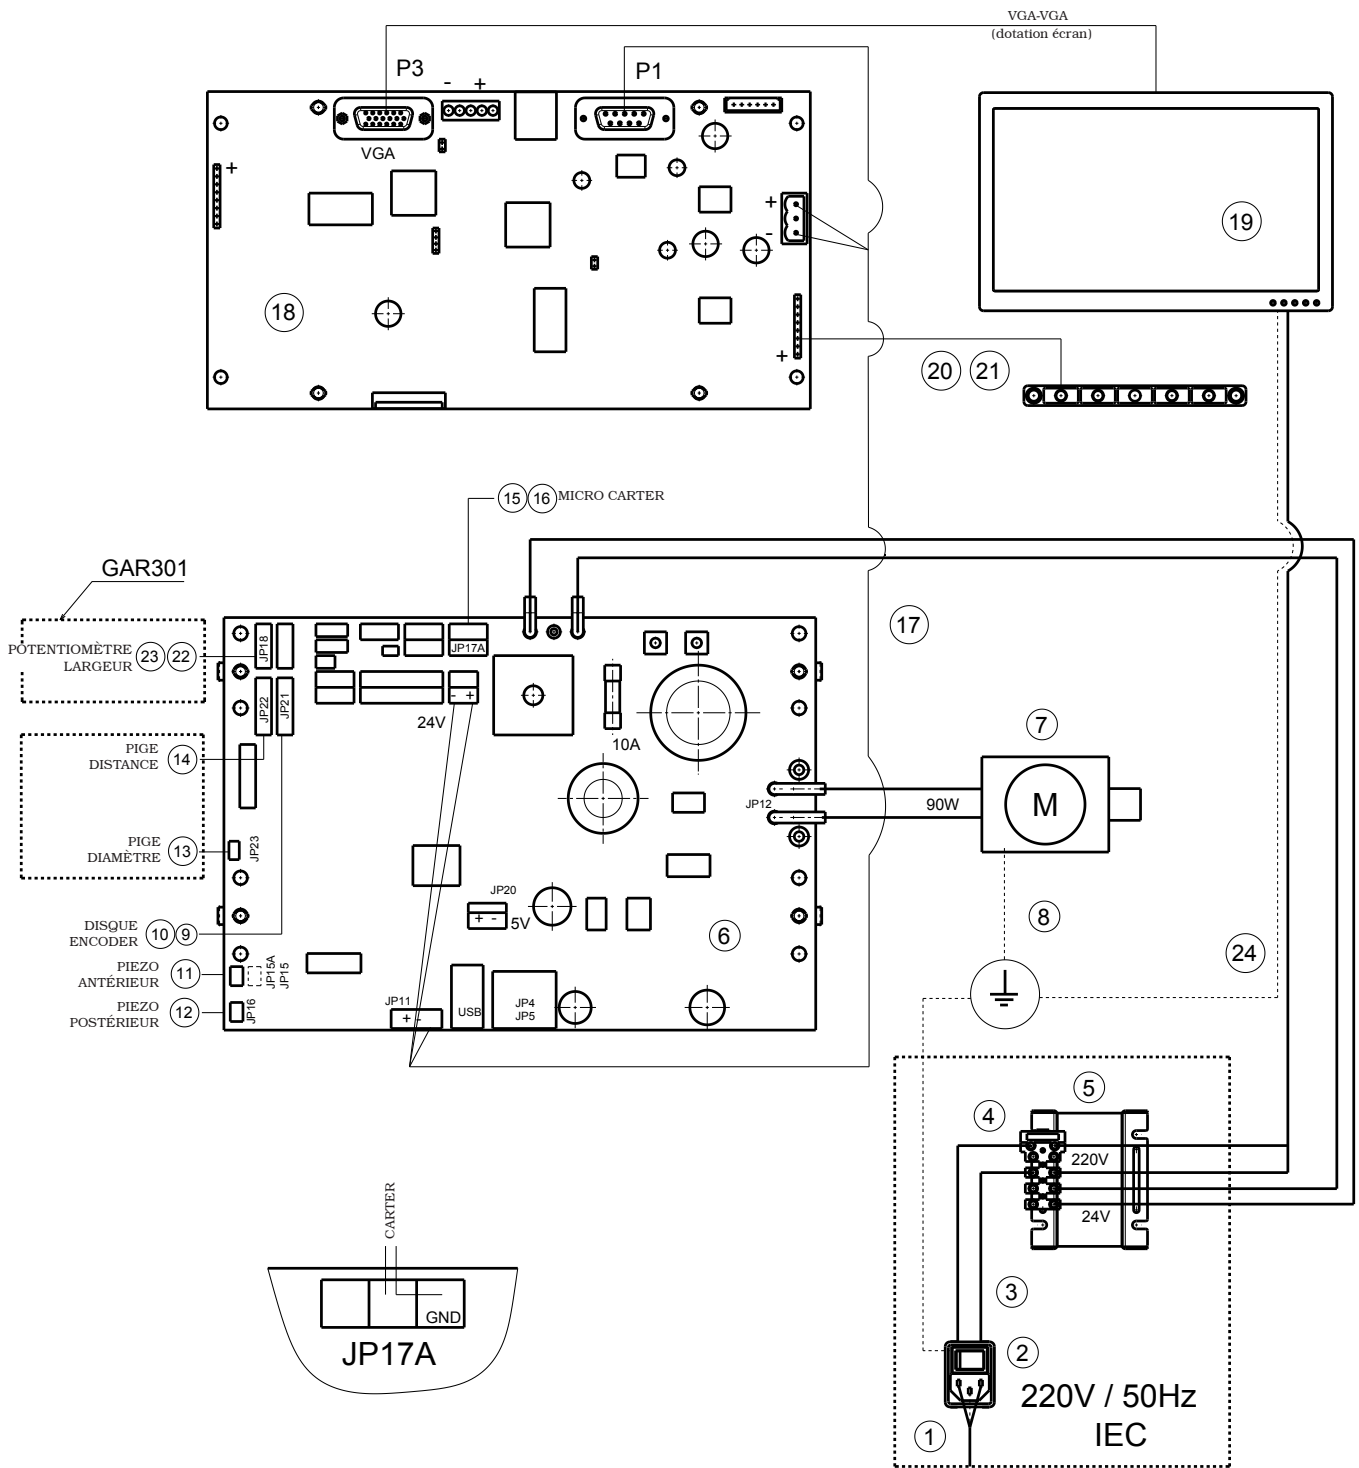 VGA-VGA
(dotation écran)
P3
P1
- +
VGA
+
+
-
+
18
19
20 21
15 16 MICRO CARTER
GAR301
17
POTENTIOMÈTRE
LARGEUR
23 22
JP18
JP17A
JP22
JP21
- +
24V
10A
7
PIGE
DISTANCE
14
JP12
90W
M
PIGE
DIAMÈTRE
13
JP23
JP20
+ -
5V
6
8
DISQUE
ENCODER
10 9
24
PIEZO
ANTÉRIEUR
11
JP15A
JP15
PIEZO
POSTÉRIEUR
12
JP16
JP11
+ -
USB
JP4
JP5
5
4
220V
24V
3
2
220V / 50Hz
IEC
1
CARTER
GND
JP17A